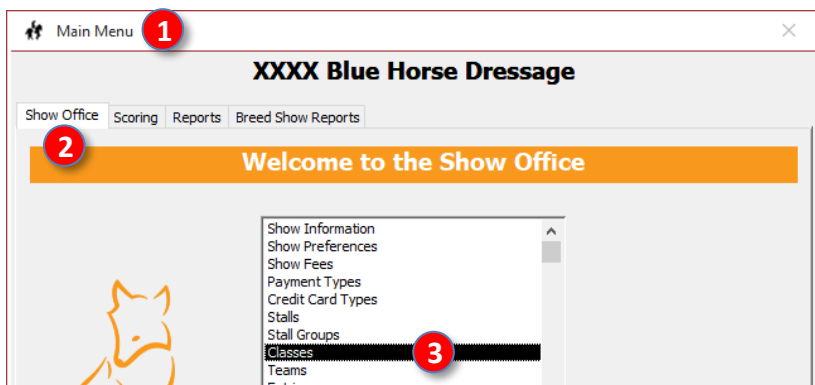 Main Menu 1
XXXX Blue Horse Dressage
Show Office Scoring Reports Breed Show Reports
2
Welcome to the Show Office
Show Information
Show Preferences
Show Fees
Payment Types
Credit Card Types
Stalls
Stall Groups
Classes 3
Teams